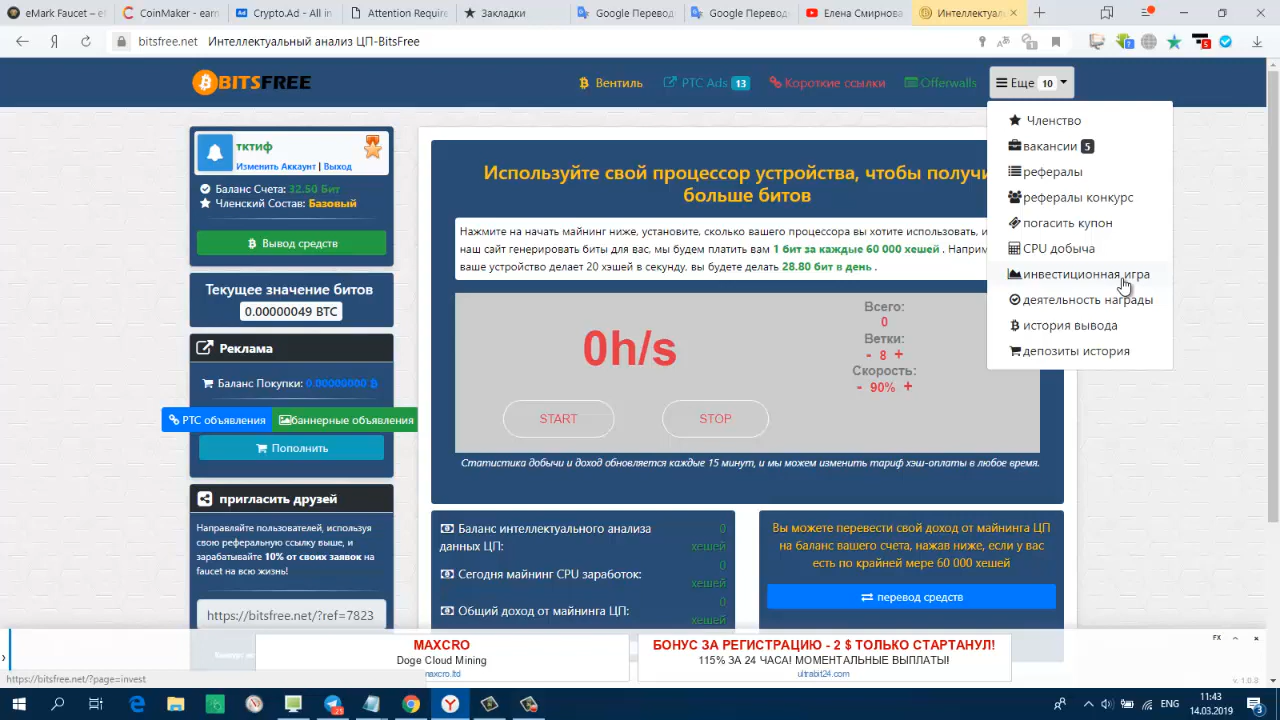 eMark Faucet - e
CoinMaker - earn
Crypto.Ad - All in
Attention Require
Закладки
Google Перевод
Google Перевод
Елена Смирнова
Интеллектуал
bitsfree.net Интеллектуальный анализ ЦП-BitsFree
BITSFREE
Вентиль
PTC Ads 13
Короткие ссылки
Offerwalls
Еще 10
Членство
вакансии 5
рефералы
рефералы конкурс
погасить купон
CPU добыча
инвестиционная игра
деятельность награды
история вывода
депозиты история
тктиф
Изменить Аккаунт | Выход
Баланс Счета: 32.50 Бит
Членский Состав: Базовый
Вывод средств
Текущее значение битов
0.00000049 BTC
Реклама
Баланс Покупки: 0.00000000
РТС объявления
баннерные объявления
Пополнить
пригласить друзей
Направляйте пользователей, используя
свою реферальную ссылку выше, и
зарабатывайте 10% от своих заявок на
faucet на всю жизнь!
https://bitsfree.net/?ref=7823
Используйте свой процессор устройства, чтобы получи
больше битов
Нажмите на начать майнинг ниже, установите, сколько вашего процессора вы хотите использовать, и
наш сайт генерировать биты для вас, мы будем платить вам 1 бит за каждые 60 000 хешей . Наприм
ваше устройство делает 20 хэшей в секунду. вы будете делать 28.80 бит в день .
0h/s
Всего:
0
Ветки:
- 8 +
Скорость:
- 90% +
START
STOP
Статистика добычи и доход обновляется каждые 15 минут, и мы можем изменить тариф хэш-оплаты в любое время.
Баланс интеллектуального анализа 0
данных ЦП: хешей
Сегодня майнинг CPU заработок: 0
хешей
Общий доход от майнинга ЦП: 0
хешей
Вы можете перевести свой доход от майнинга ЦП
на баланс вашего счета, нажав ниже, если у вас
есть по крайней мере 60 000 хешей
перевод средств
MAXCRO
Doge Cloud Mining
maxcro.ltd
БОНУС ЗА РЕГИСТРАЦИЮ - 2 $ ТОЛЬКО СТАРТАНУЛ!
115% ЗА 24 ЧАСА! МОМЕНТАЛЬНЫЕ ВЫПЛАТЫ!
ultrabit24.com
FX
v. 1.0.8
https://bitsfree.net/?page=invest
ENG
11:43
14.03.2019